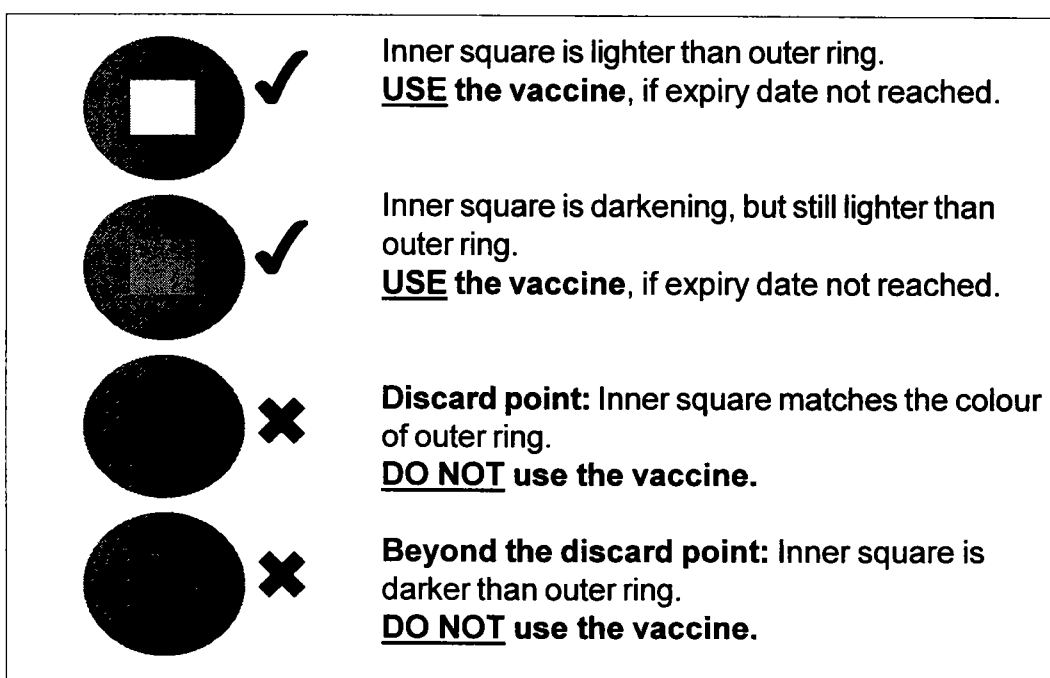 Inner square is lighter than outer ring.
USE the vaccine, if expiry date not reached.
Inner square is darkening, but still lighter than
outer ring.
USE the vaccine, if expiry date not reached.
Discard point: Inner square matches the colour
of outer ring.
DO NOT use the vaccine.
Beyond the discard point: Inner square is
darker than outer ring.
DO NOT use the vaccine.